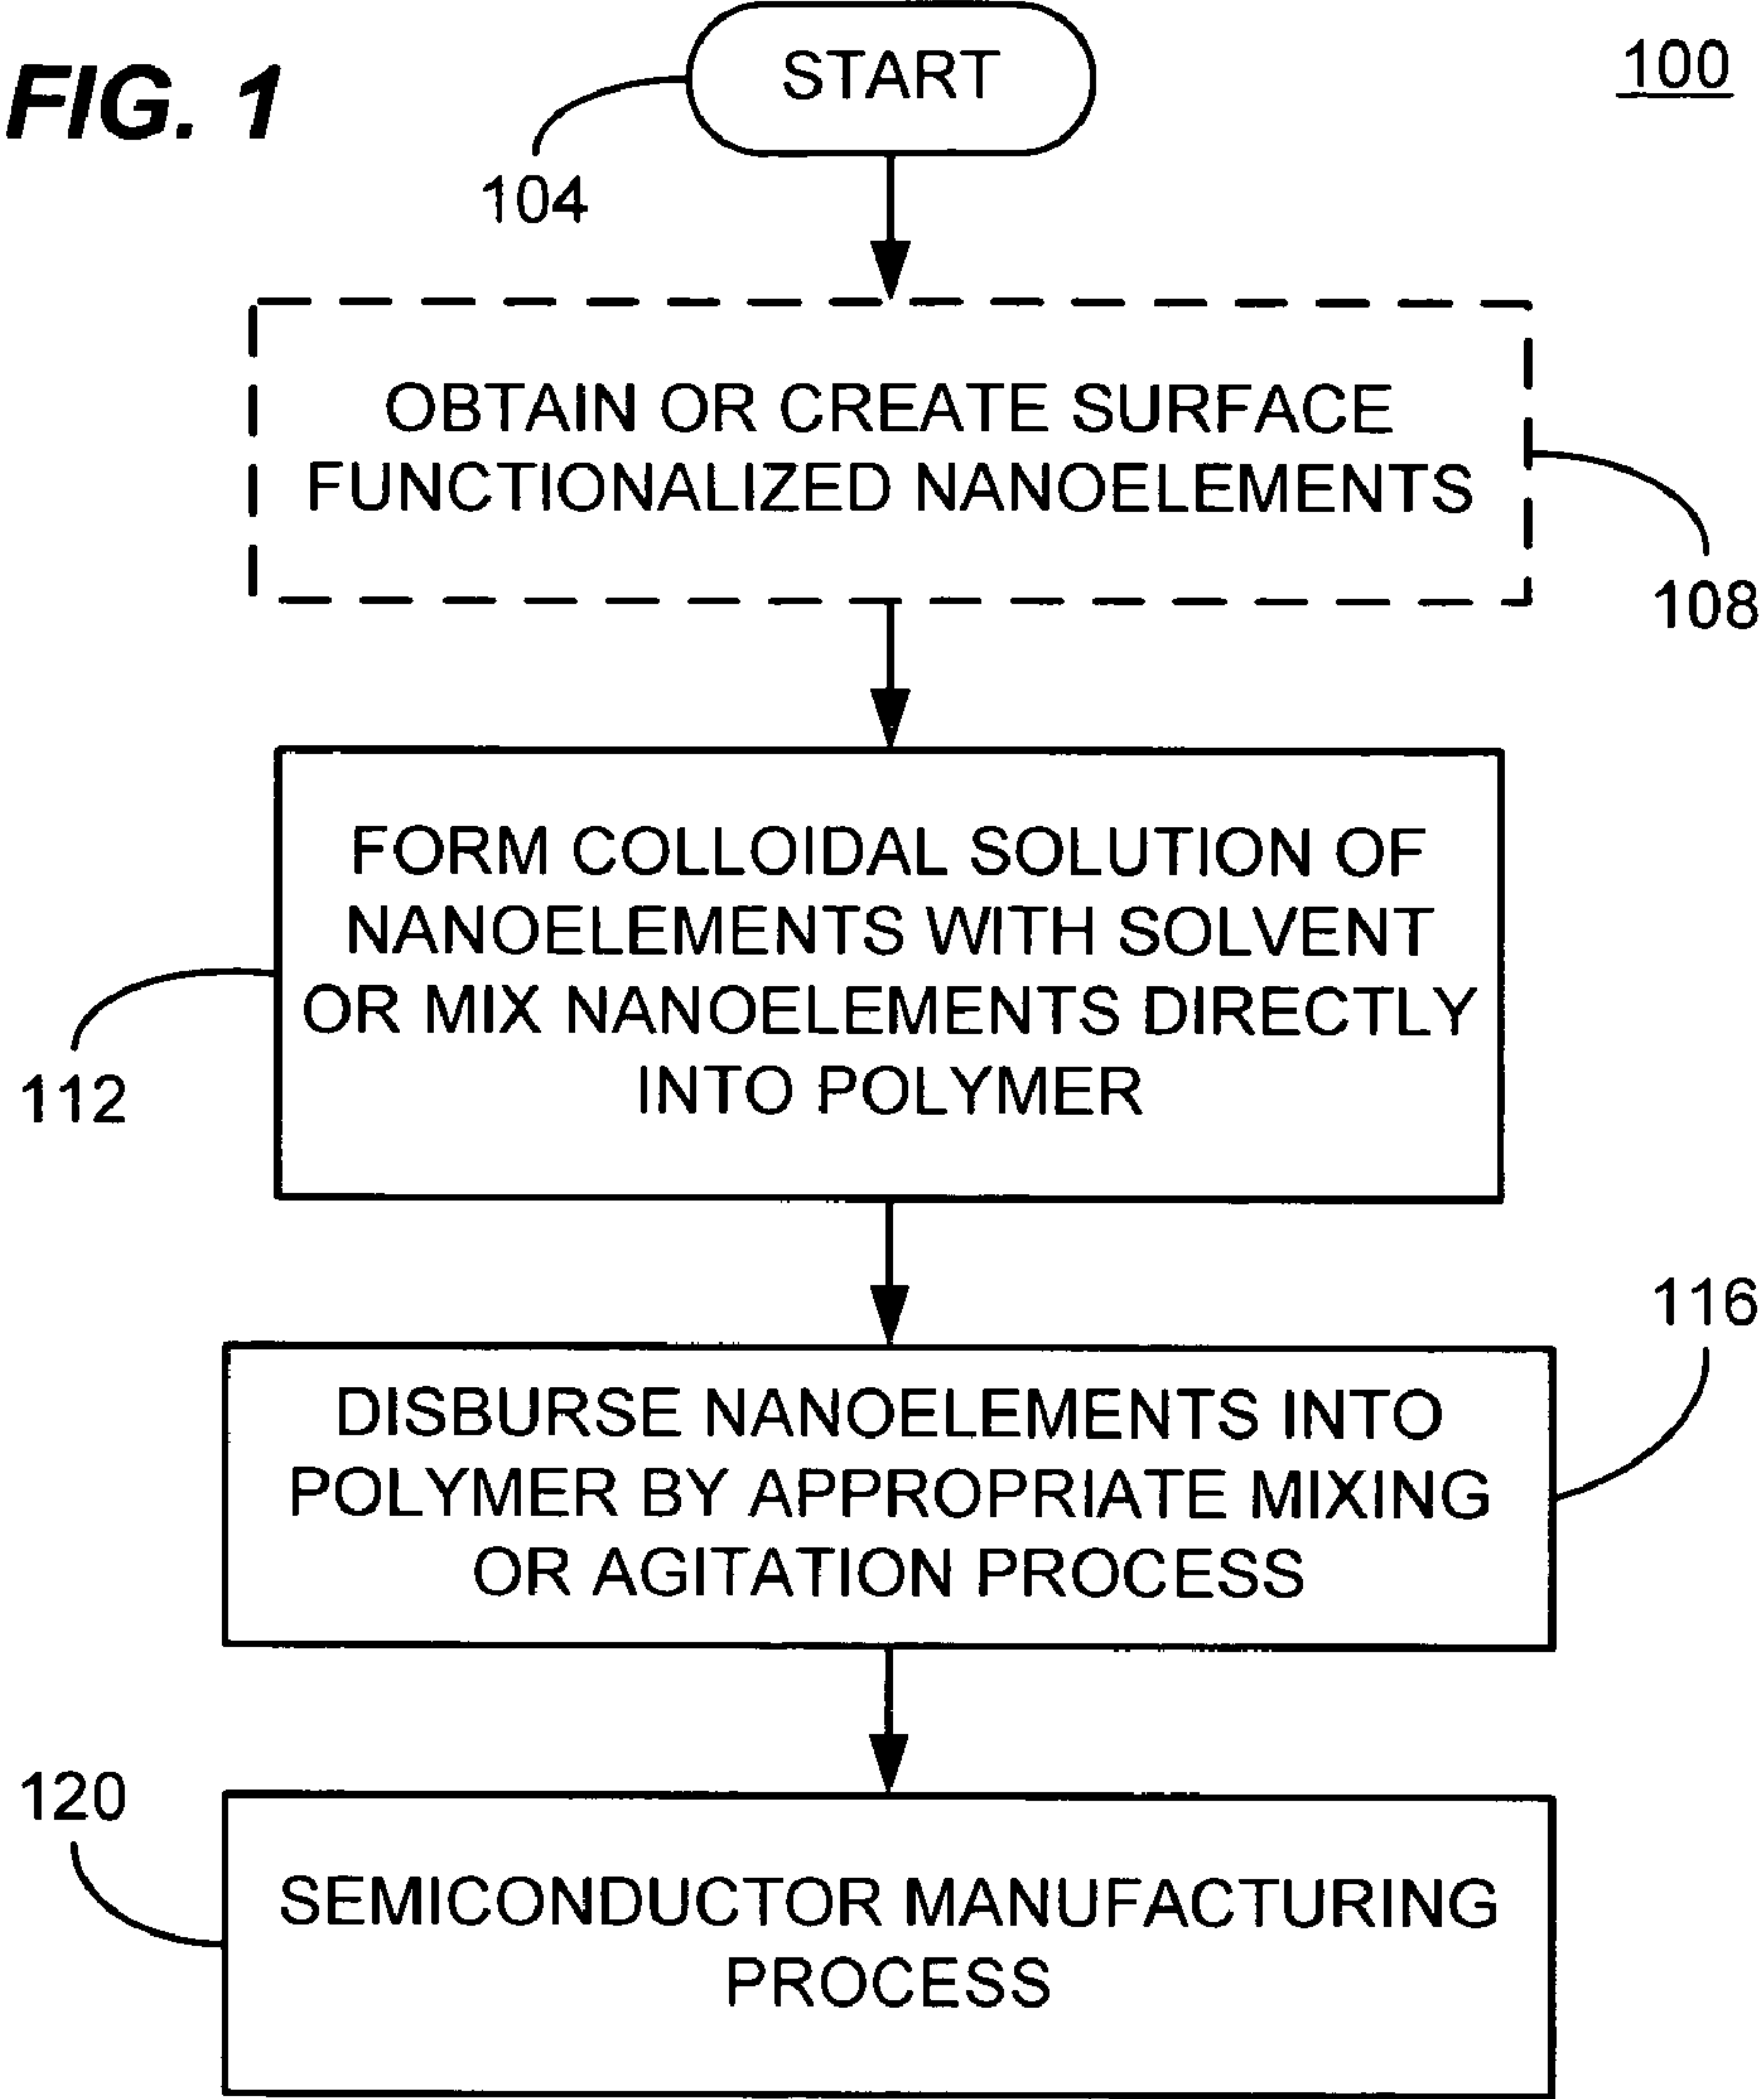 FIG. 1
START
100
104
OBTAIN OR CREATE SURFACE
FUNCTIONALIZED NANOELEMENTS
108
FORM COLLOIDAL SOLUTION OF
NANOELEMENTS WITH SOLVENT
OR MIX NANOELEMENTS DIRECTLY
INTO POLYMER
112
116
DISBURSE NANOELEMENTS INTO
POLYMER BY APPROPRIATE MIXING
OR AGITATION PROCESS
120
SEMICONDUCTOR MANUFACTURING
PROCESS